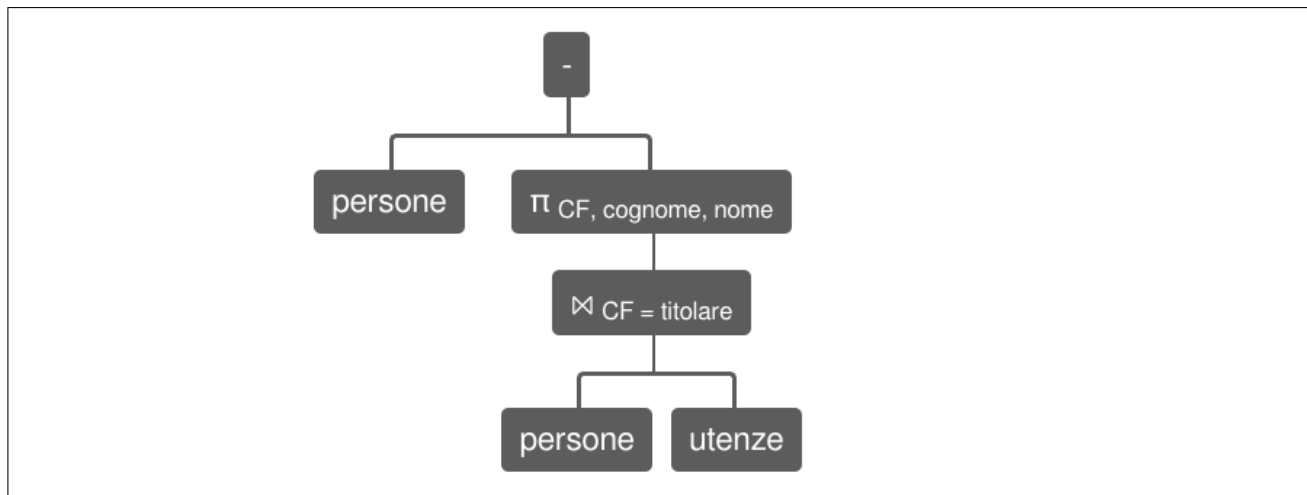 -
persone
π CF, cognome, nome
⋈ CF = titolare
persone
utenze